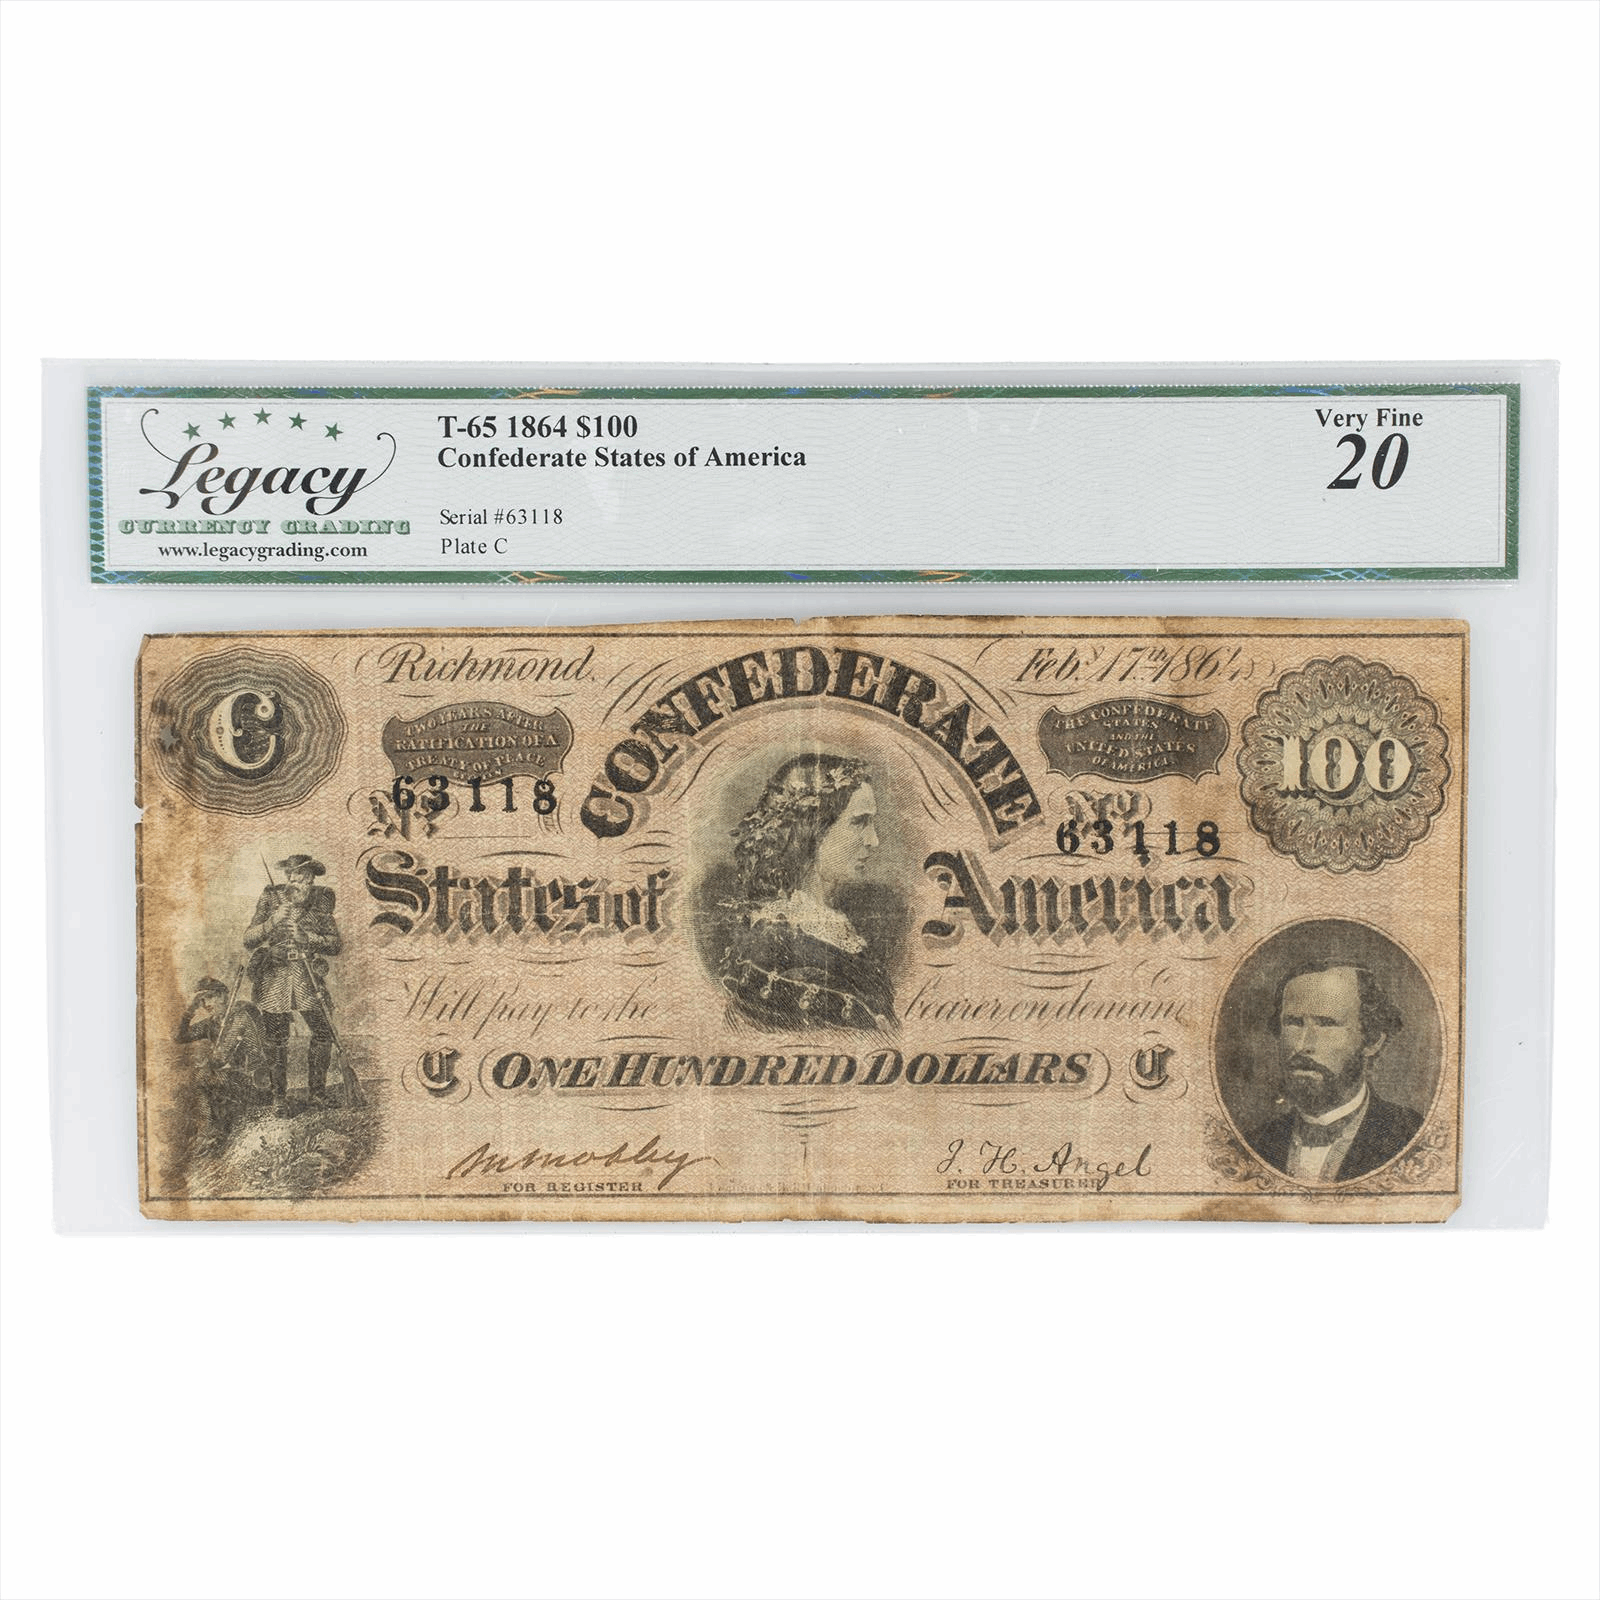 Legacy
CURRENCY GRADING
www.legacygrading.com
T-65 1864 $100
Confederate States of America
Serial #63118
Plate C
Very Fine
20
C
Richmond.
Feb.y 17th 1864
TWO YEARS AFTER
THE
RATIFICATION OF A
TREATY OF PEACE
CONFEDERATE
THE CONFEDERATE
STATES
AND THE
UNITED STATES
OF AMERICA.
100
No. 63118
No. 63118
States of America
Will pay to the bearer on demand
C (ONE HUNDRED DOLLARS) C
FOR REGISTER
J. H. Angel
FOR TREASURER